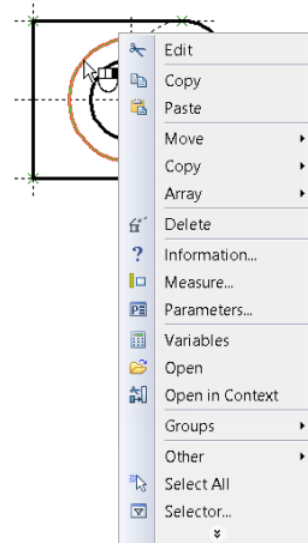 Edit
Copy
Paste
Move
Copy
Array
Delete
Information...
Measure...
Parameters...
Variables
Open
Open in Context
Groups
Other
Select All
Selector...